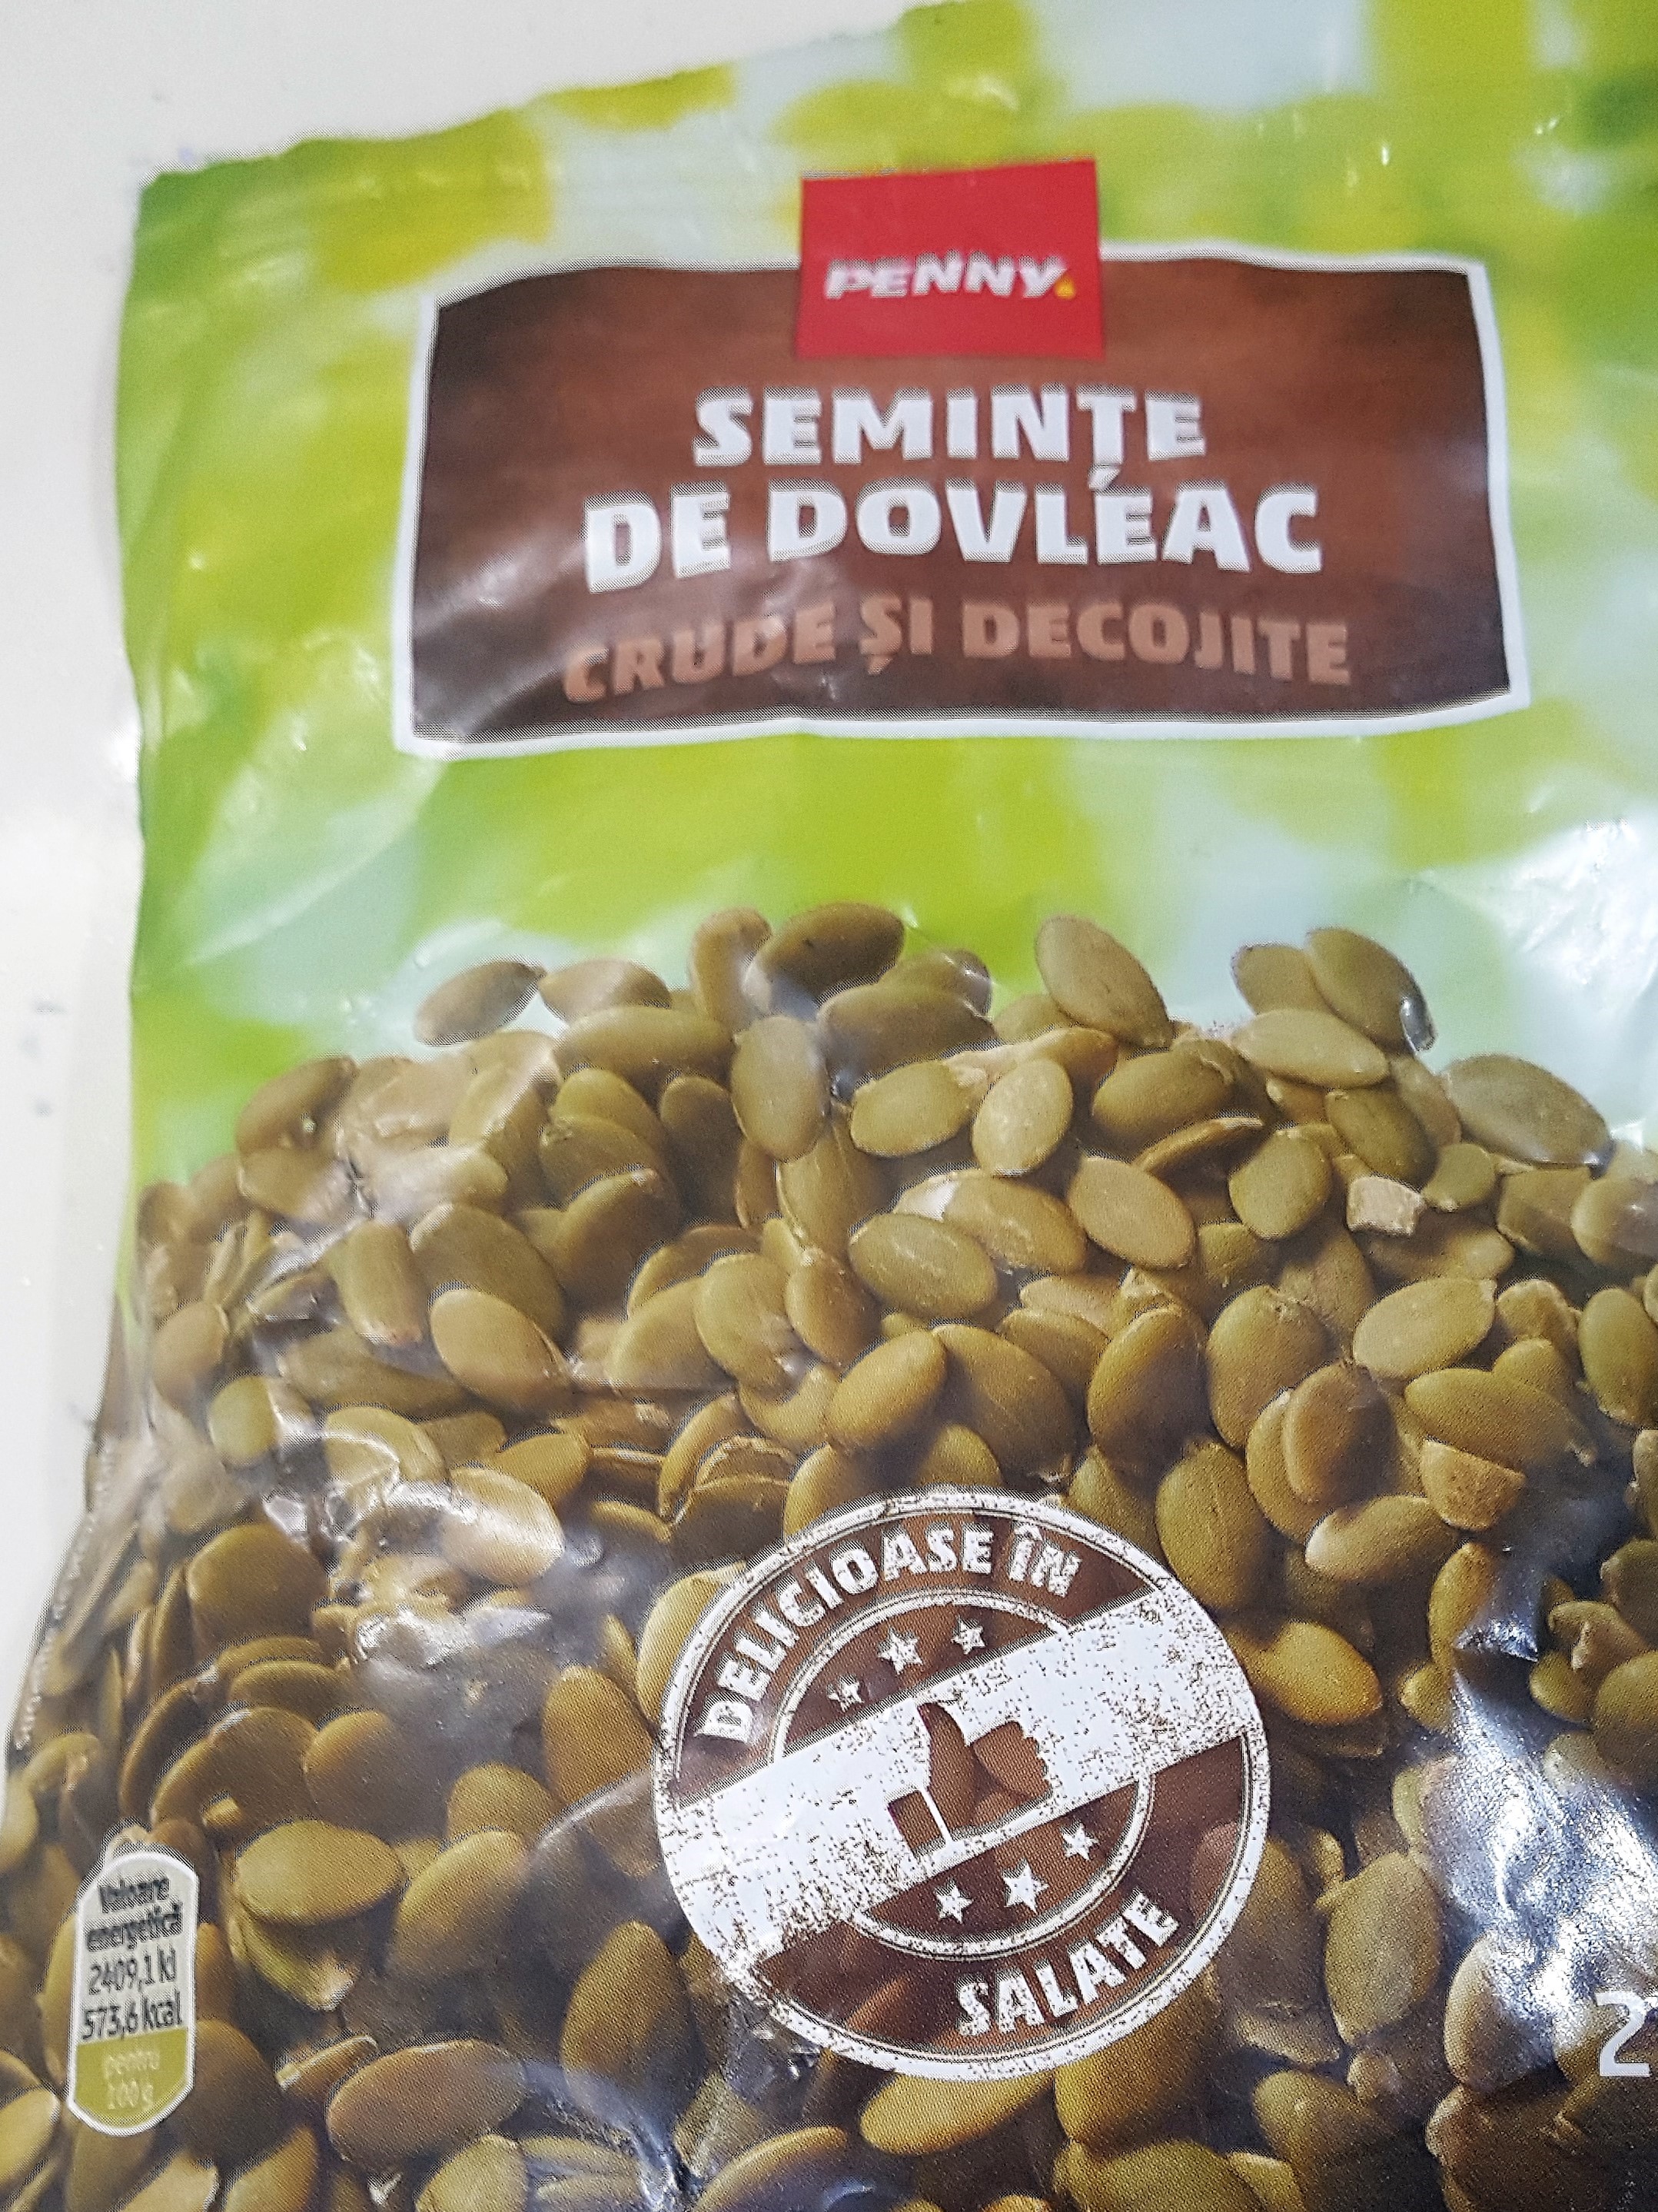 PENNY.
SEMINȚE
DE DOVLEAC
CRUDE ȘI DECOJITE
DELICIOASE ÎN
SALATE
Valoare
energetică
2409,1 kJ
573,6 kcal
pentru
100 g